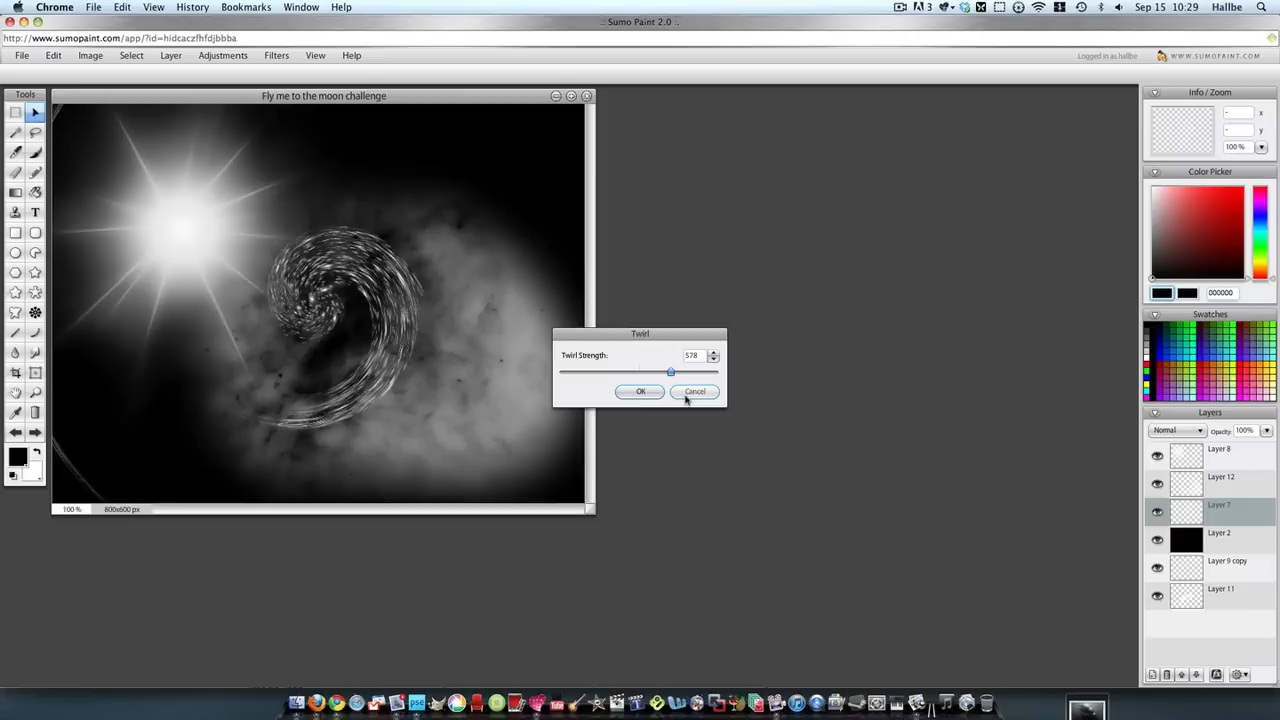 Chrome File Edit View History Bookmarks Window Help 3 Sep 15 10:29 Hallbe
.: Sumo Paint 2.0 :.
http://www.sumopaint.com/app/?id=hidcaczfhfdjbbba
File Edit Image Select Layer Adjustments Filters View Help Logged in as hallbe WWW.SUMOPAINT.COM
Tools
Fly me to the moon challenge
Info / Zoom
- x
- y
100 %
Color Picker
000000
Swatches
Twirl
Twirl Strength: 578
OK Cancel
Layers
Normal Opacity: 100%
Layer 8
Layer 12
Layer 7
Layer 2
Layer 9 copy
Layer 11
T
100 % 800x600 px
pse